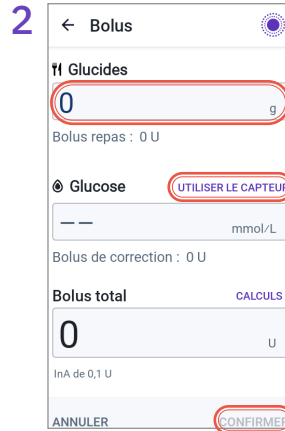 2
Bolus
Glucides
0 g
Bolus repas : 0 U
Glucose UTILISER LE CAPTEUR
-- mmol/L
Bolus de correction : 0 U
Bolus total CALCULS
0 U
InA de 0,1 U
ANNULER CONFIRMER